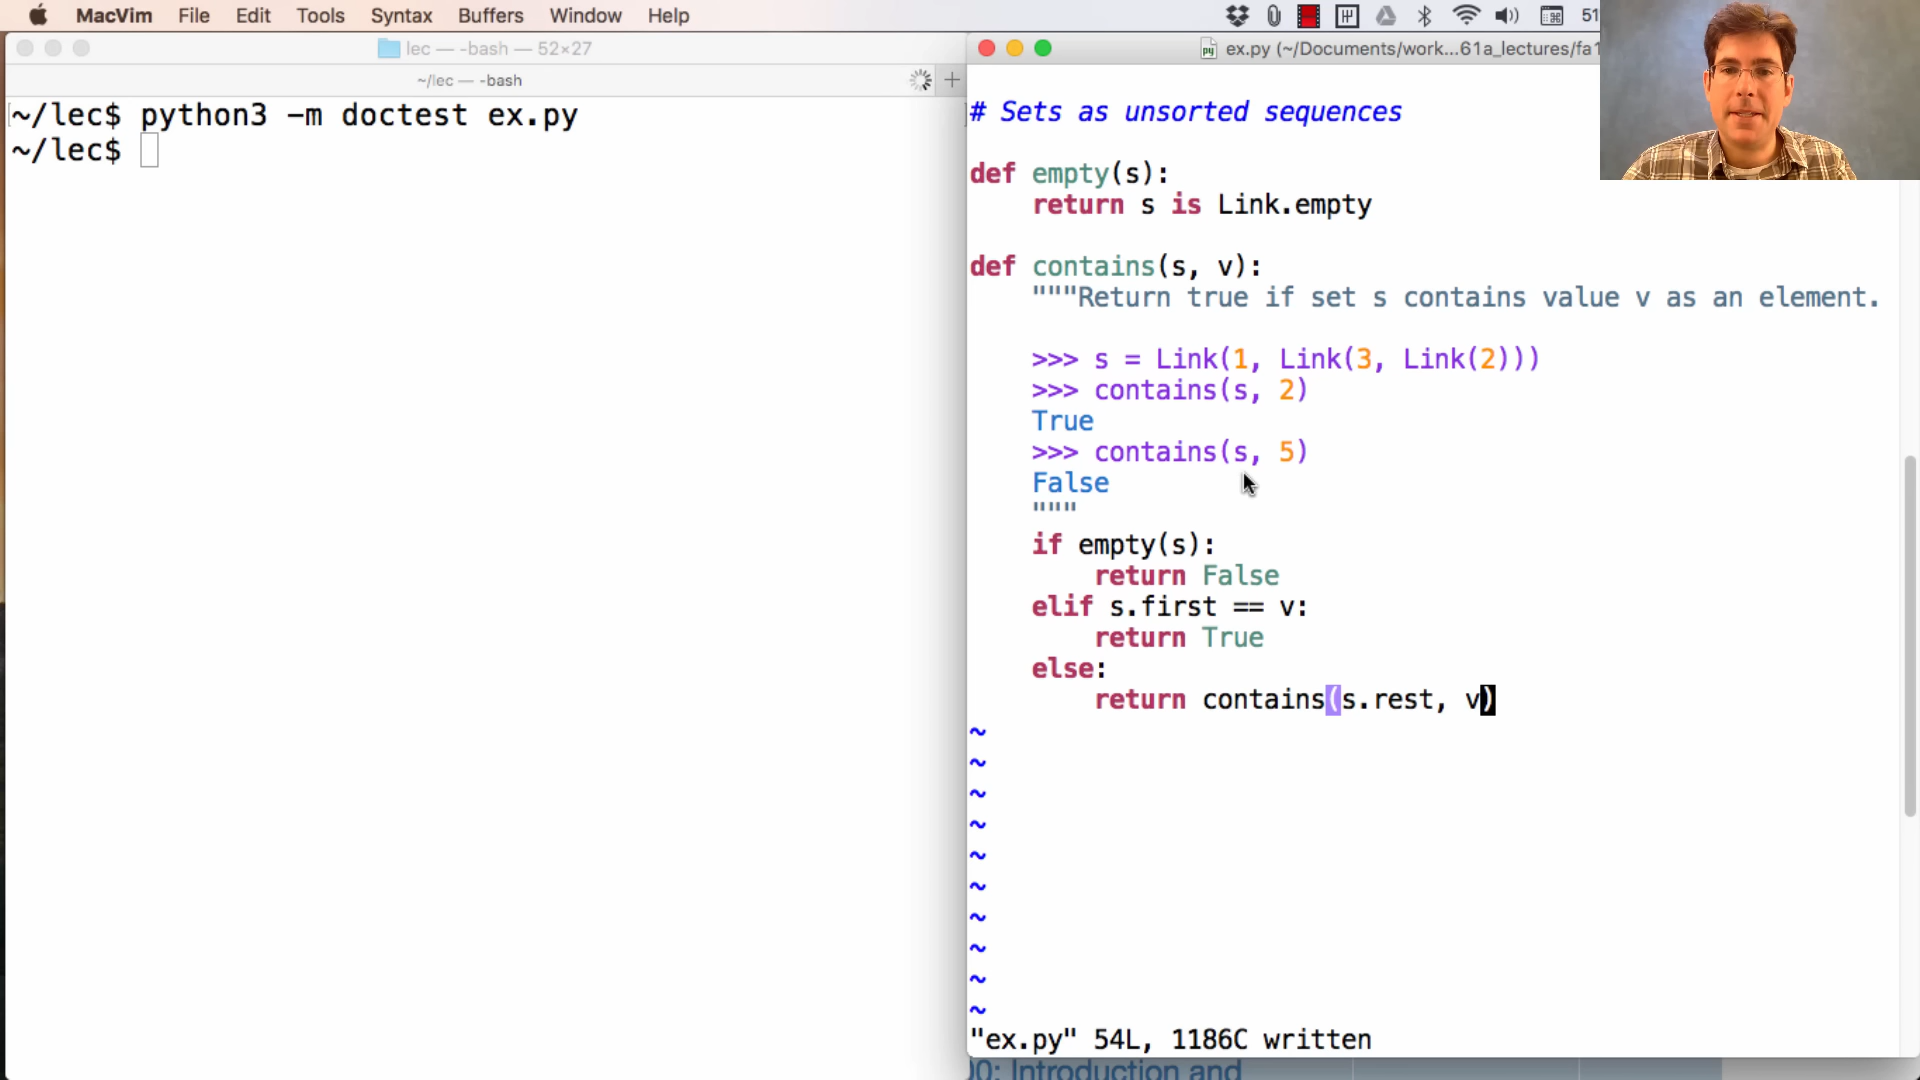 MacVim File Edit Tools Syntax Buffers Window Help
lec — -bash — 52×27
~/lec — -bash
~/lec$ python3 -m doctest ex.py
~/lec$
ex.py (~/Documents/work...61a_lectures/fa1
# Sets as unsorted sequences
def empty(s):
    return s is Link.empty
def contains(s, v):
    """Return true if set s contains value v as an element.
    >>> s = Link(1, Link(3, Link(2)))
    >>> contains(s, 2)
    True
    >>> contains(s, 5)
    False
    """
    if empty(s):
        return False
    elif s.first == v:
        return True
    else:
        return contains(s.rest, v)
~
~
~
~
~
~
~
~
~
~
"ex.py" 54L, 1186C written
00: Introduction and